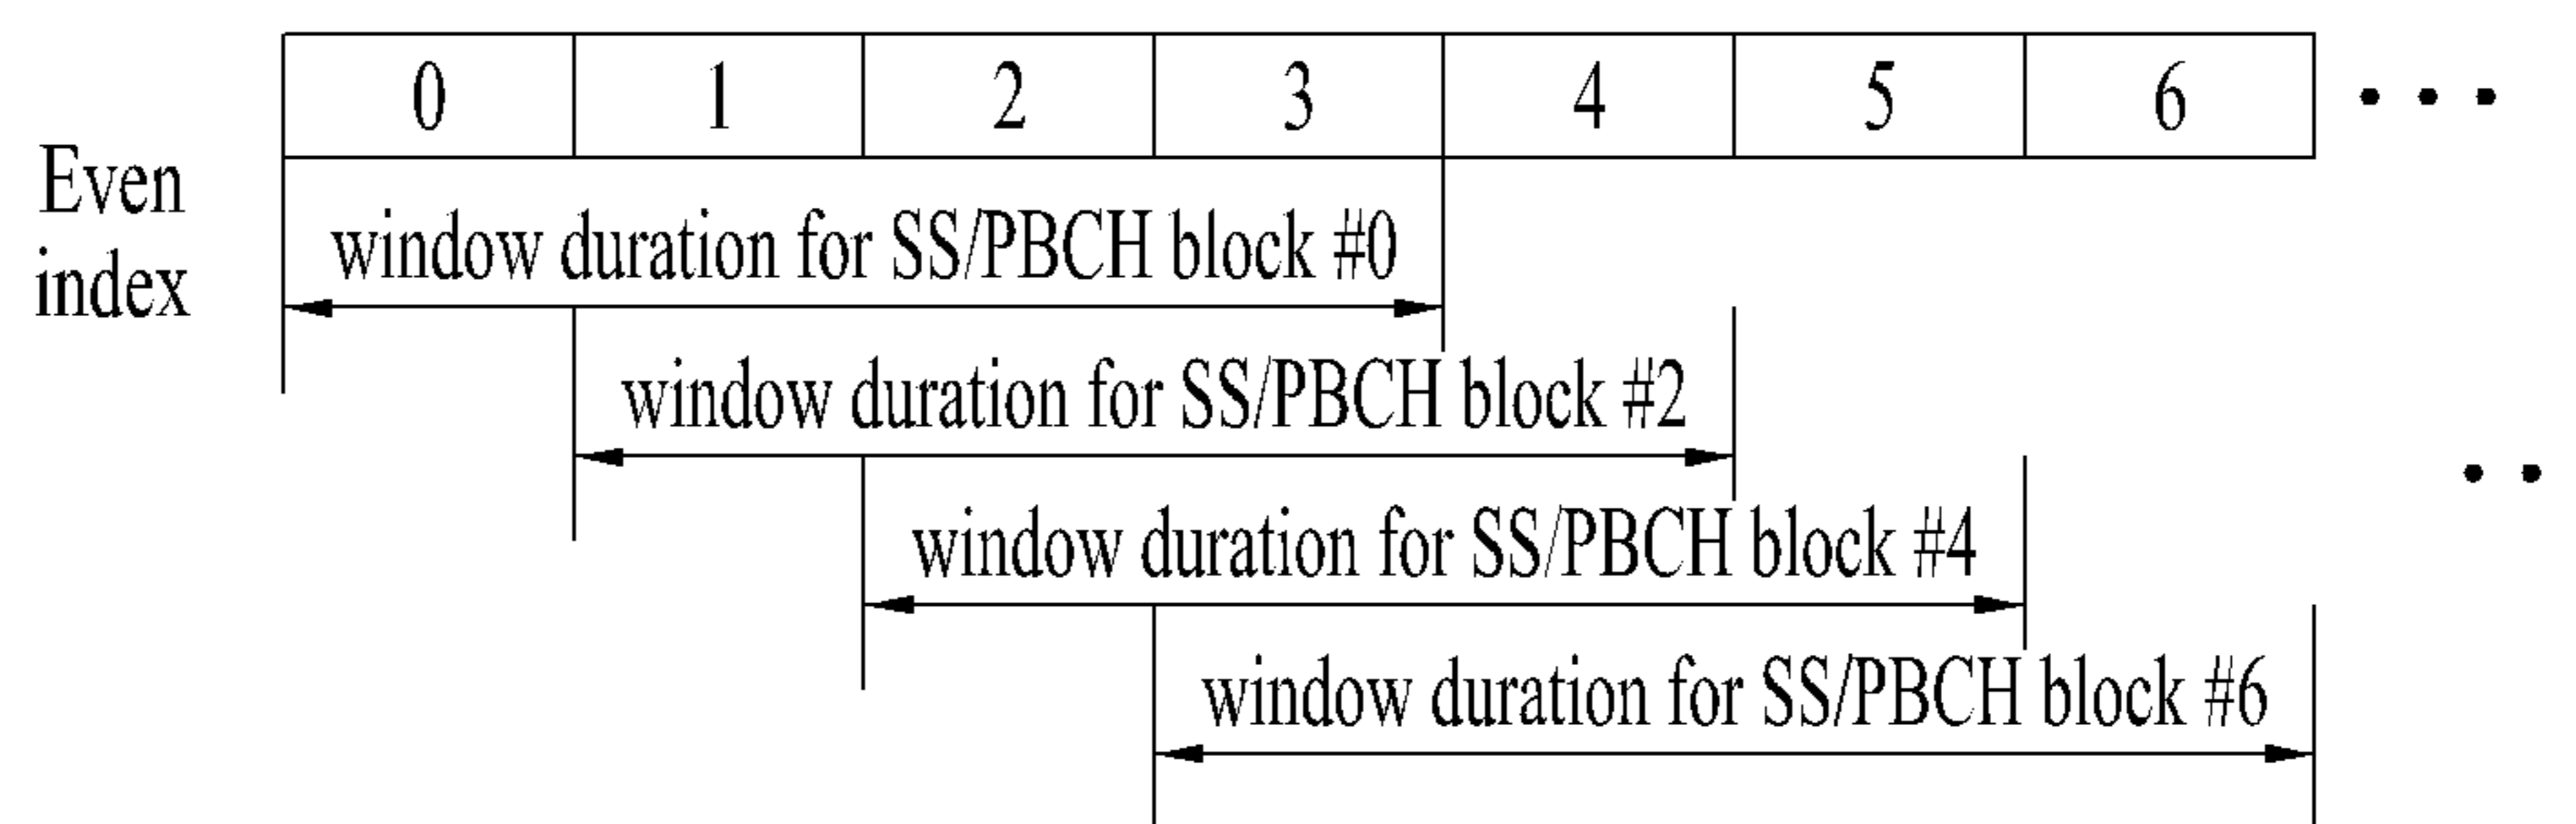 0 1 2 3 4 5 6 • • •
Even
index
window duration for SS/PBCH block #0
window duration for SS/PBCH block #2
• •
window duration for SS/PBCH block #4
window duration for SS/PBCH block #6